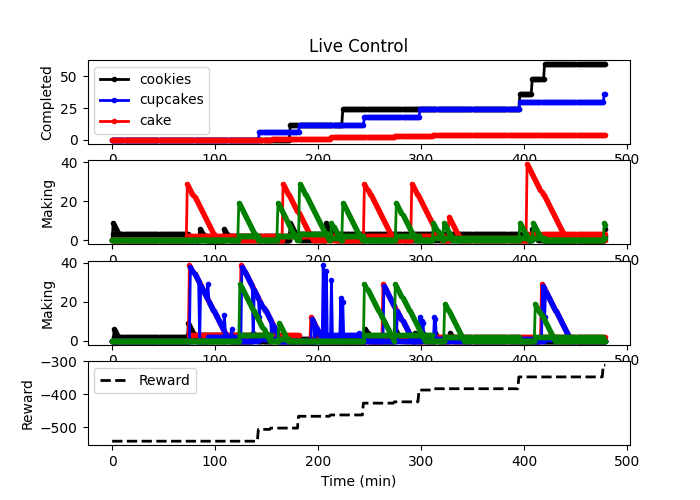 Live Control
Completed
50
25
0
cookies
cupcakes
cake
0 100 200 300 400 500
Making
40
20
0
0 100 200 300 400 500
Making
40
20
0
0 100 200 300 400 500
Reward
−300
−400
−500
Reward
0 100 200 300 400 500
Time (min)